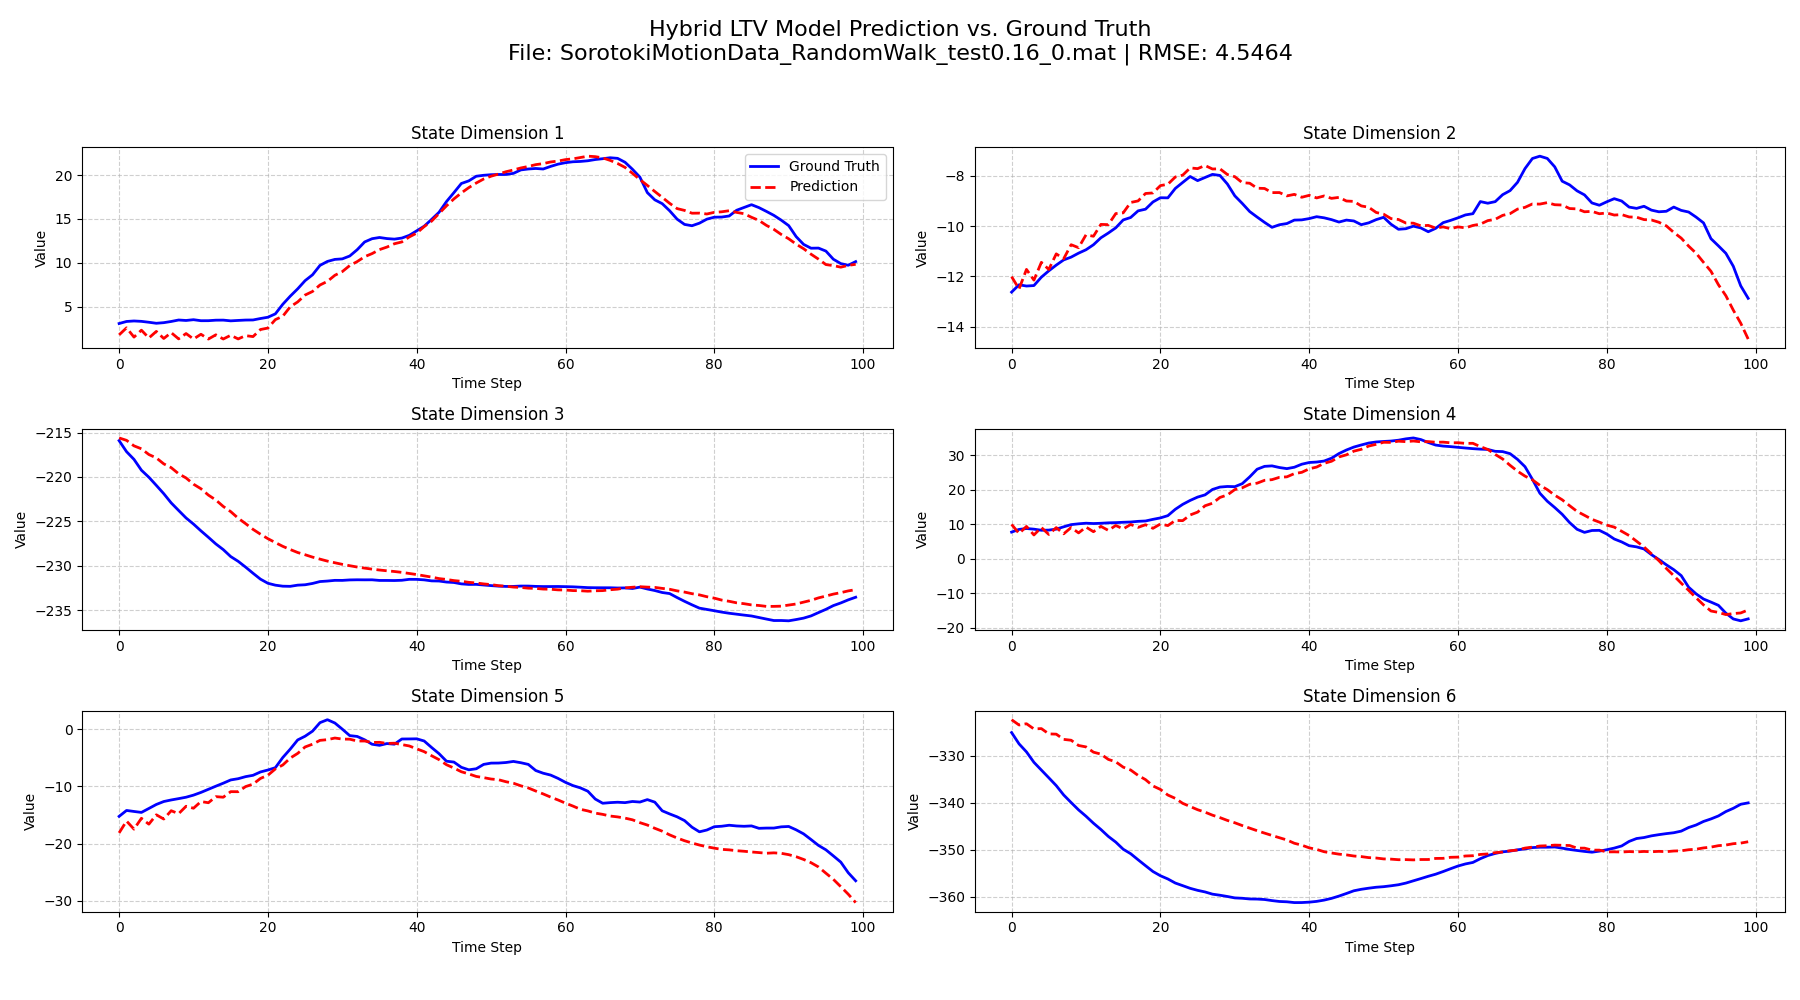 Hybrid LTV Model Prediction vs. Ground Truth
File: SorotokiMotionData_RandomWalk_test0.16_0.mat | RMSE: 4.5464
State Dimension 1
Value
20
15
10
5
Ground Truth
Prediction
0 20 40 60 80 100
Time Step
State Dimension 2
Value
−8
−10
−12
−14
0 20 40 60 80 100
Time Step
State Dimension 3
Value
−215
−220
−225
−230
−235
0 20 40 60 80 100
Time Step
State Dimension 4
Value
30
20
10
0
−10
−20
0 20 40 60 80 100
Time Step
State Dimension 5
Value
0
−10
−20
−30
0 20 40 60 80 100
Time Step
State Dimension 6
Value
−330
−340
−350
−360
0 20 40 60 80 100
Time Step